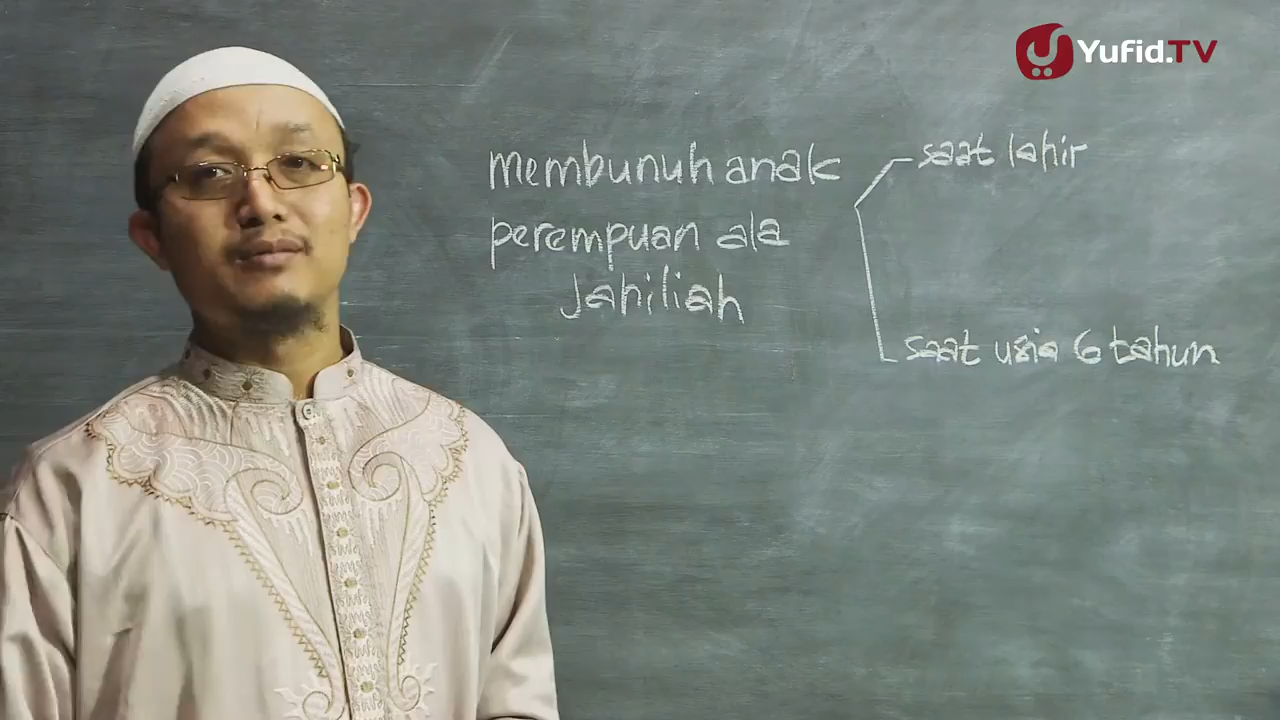 Yufid.TV
membunuh anak
perempuan ala
Jahiliah
saat lahir
saat usia 6 tahun